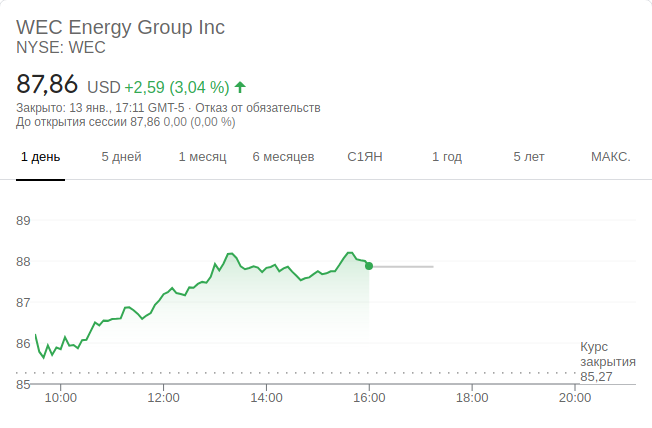 WEC Energy Group Inc
NYSE: WEC
87,86 USD +2,59 (3,04 %)
Закрыто: 13 янв., 17:11 GMT-5 · Отказ от обязательств
До открытия сессии 87,86 0,00 (0,00 %)
1 день 5 дней 1 месяц 6 месяцев С1ЯН 1 год 5 лет МАКС.
89
88
87
86
Курс
закрытия
85,27
85
10:00 12:00 14:00 16:00 18:00 20:00